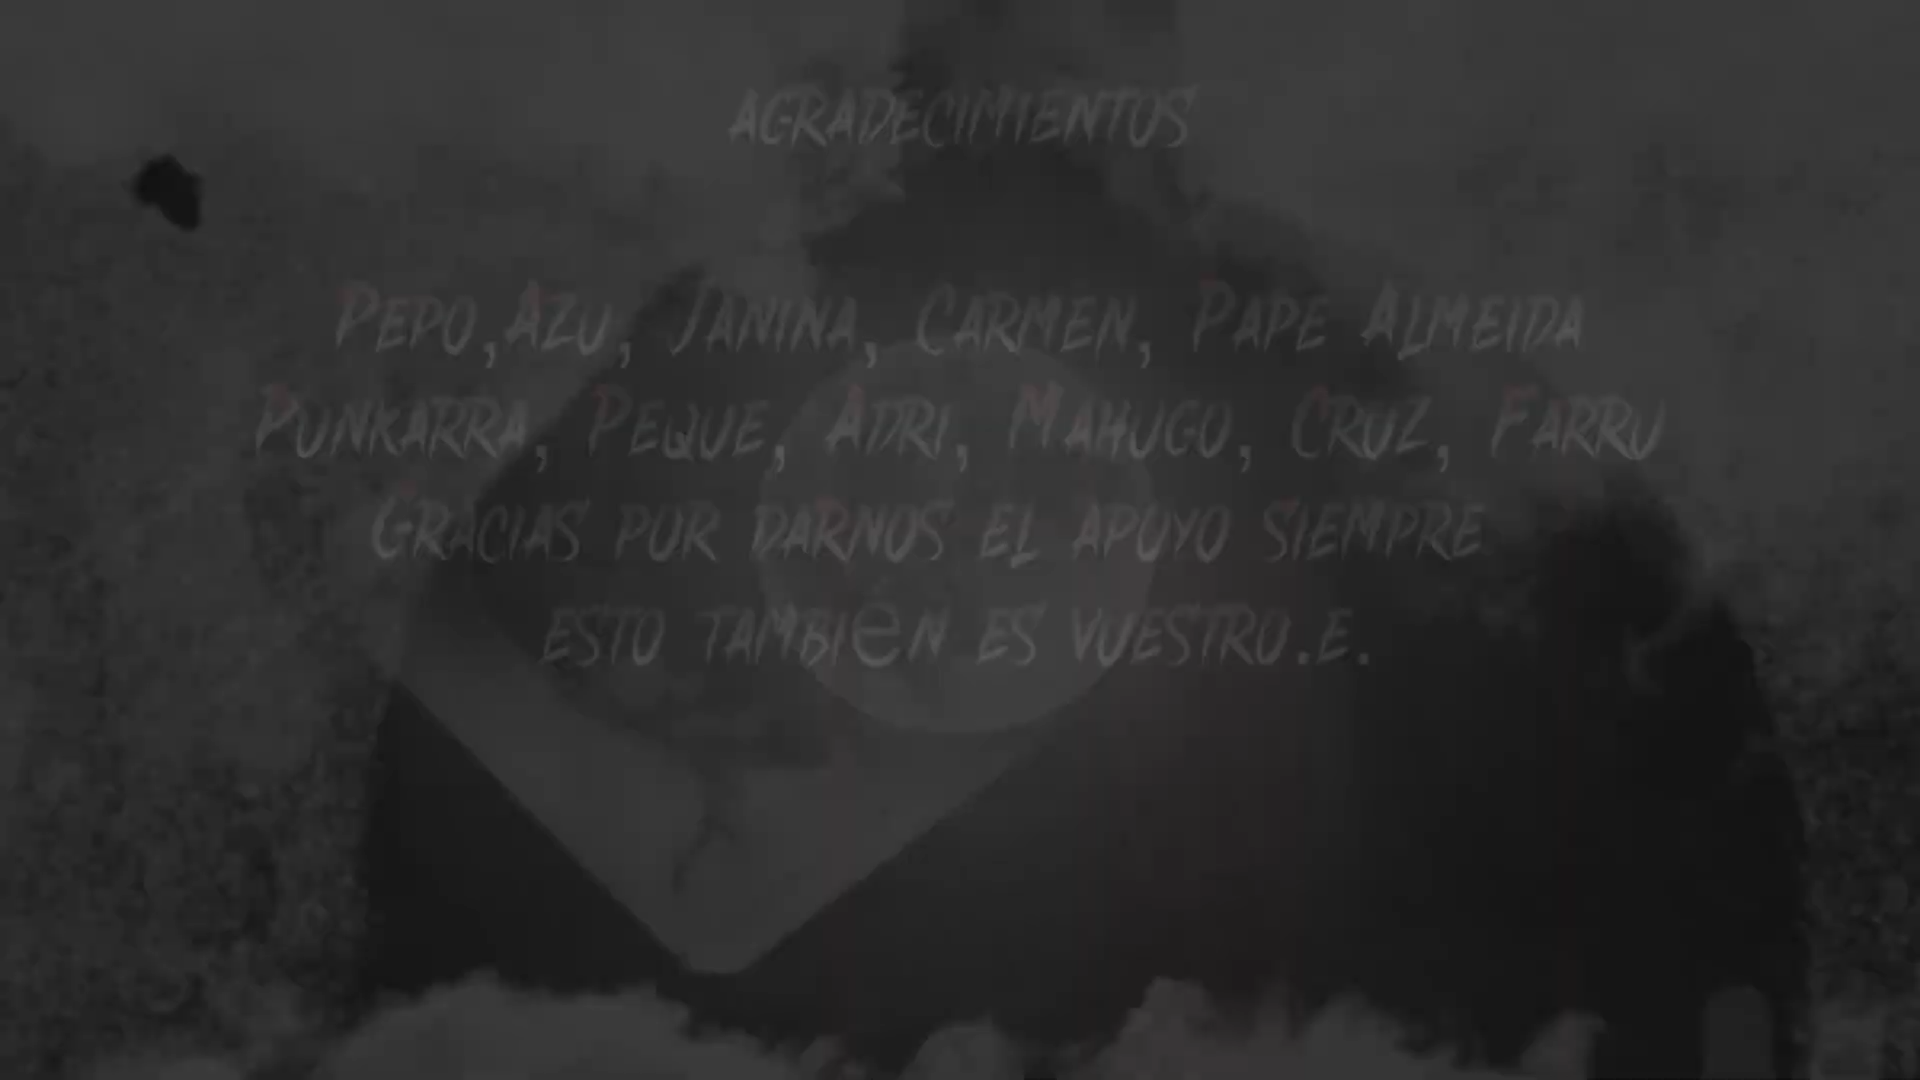 AGRADECIMIENTOS
PEPO,AZU, JANINA, CARMEN, PAPE ALMEIDA
PUNKARRA, PEQUE, ADRI, MAHUGO, CRUZ, FARRU
GRACIAS POR DARNOS EL APOYO SIEMPRE
ESTO TAMBIéN ES VUESTRO.E.